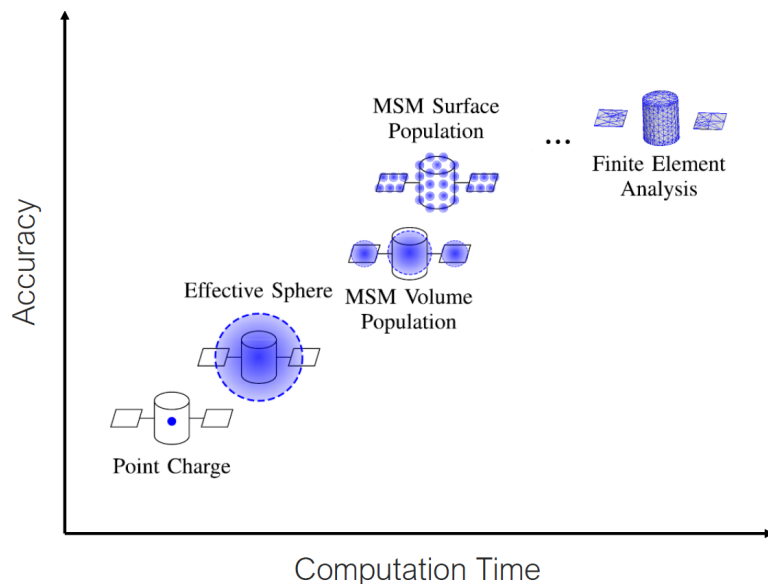 MSM Surface
Population
...
Finite Element
Analysis
Effective Sphere
MSM Volume
Population
Point Charge
Accuracy
Computation Time